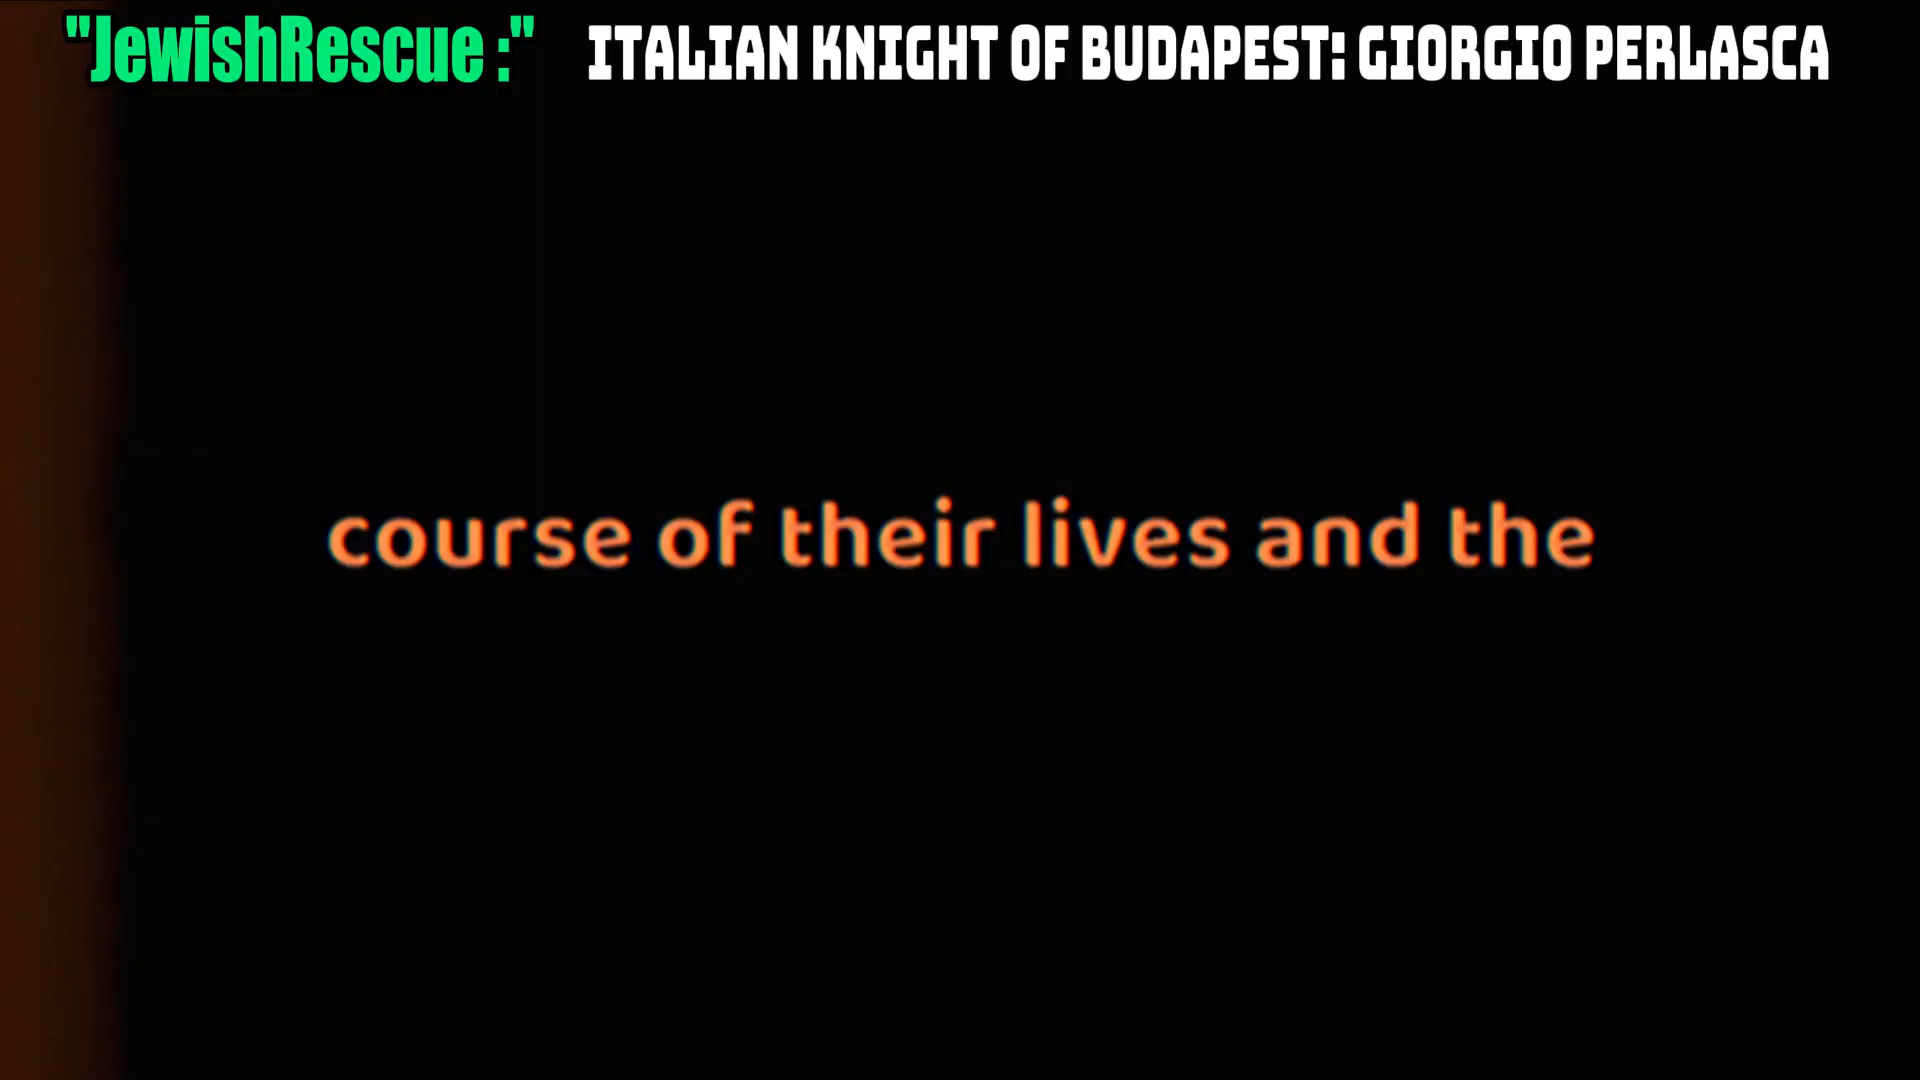 "JewishRescue :" ITALIAN KNIGHT OF BUDAPEST: GIORGIO PERLASCA
course of their lives and the